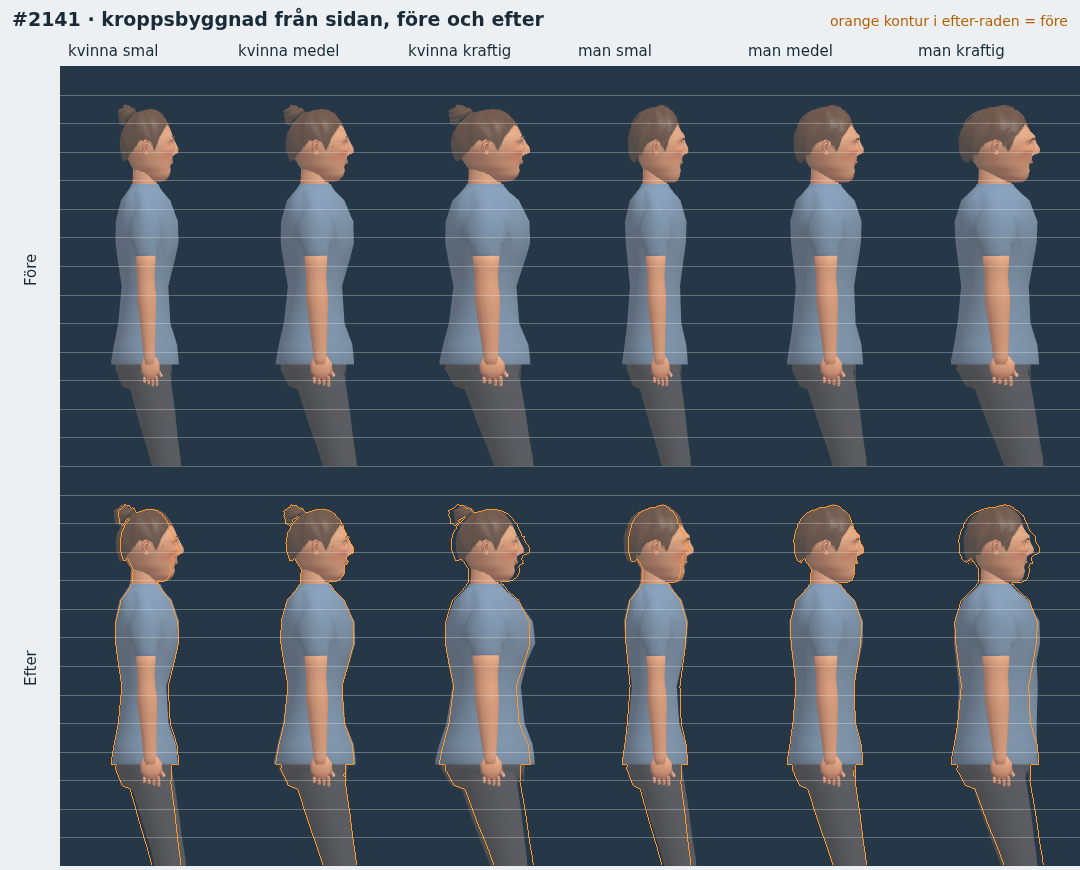 #2141 · kroppsbyggnad från sidan, före och efter
orange kontur i efter-raden = före
kvinna smal kvinna medel kvinna kraftig man smal man medel man kraftig
Före
Efter